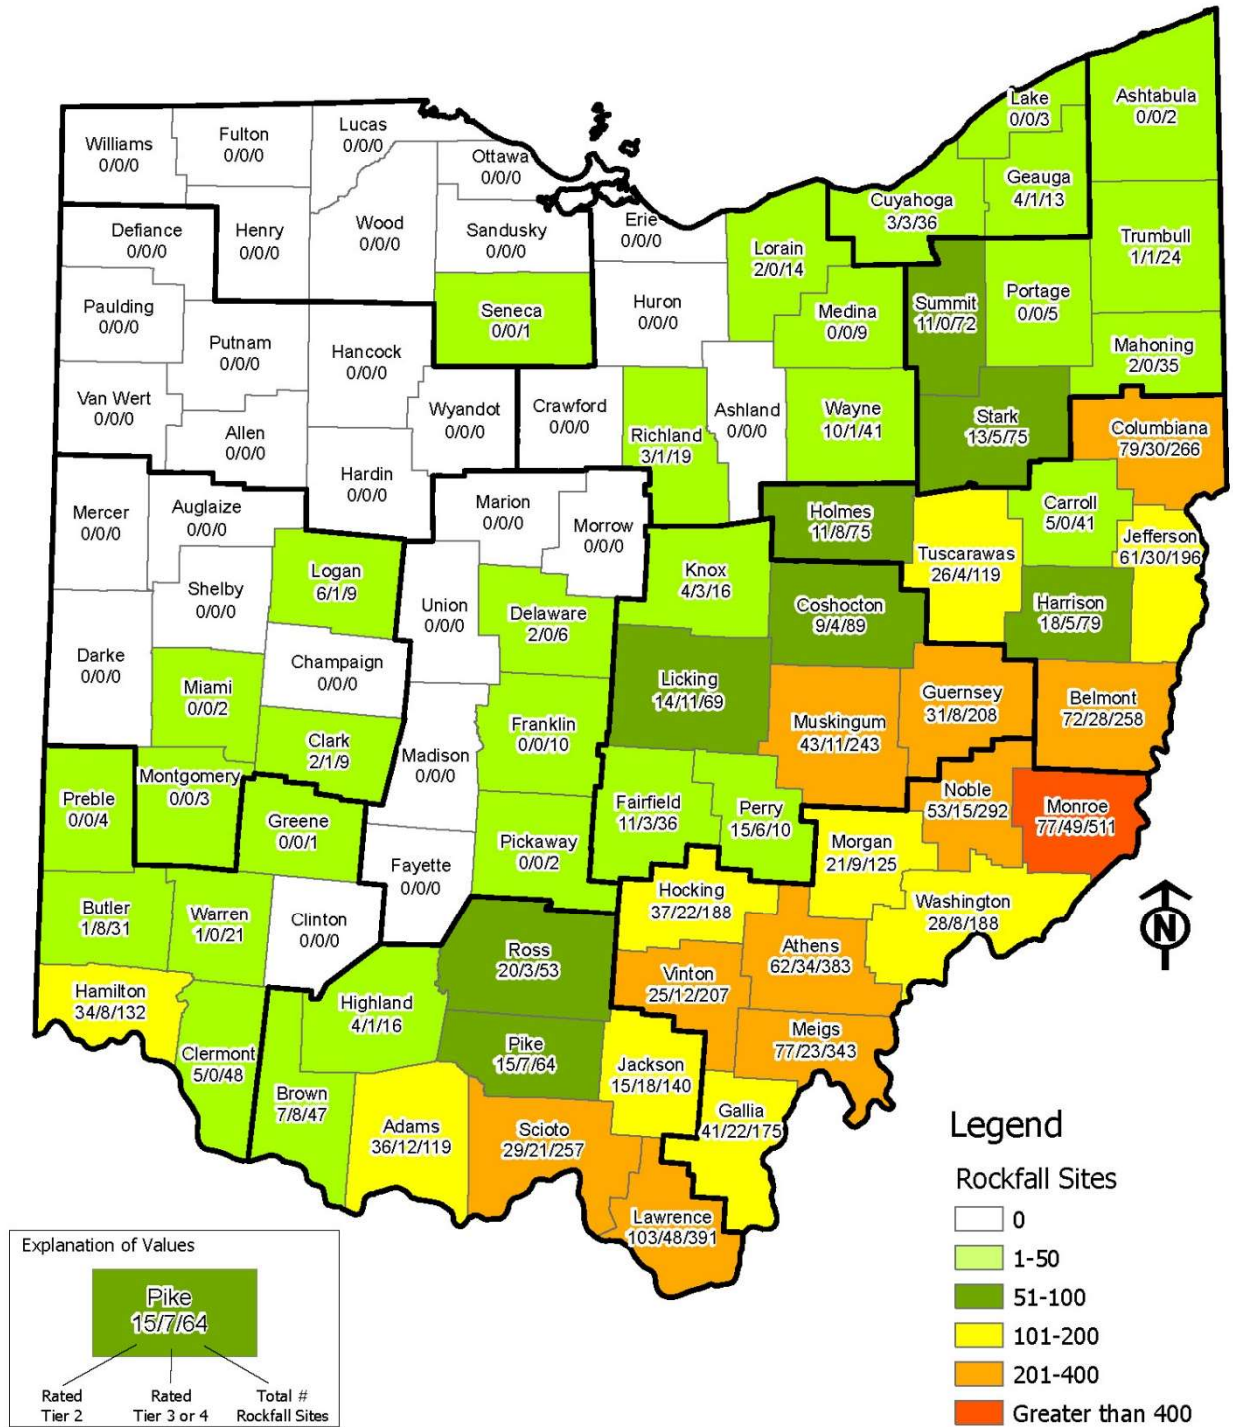 Lake
0/0/3
Ashtabula
0/0/2
Williams
0/0/0
Fulton
0/0/0
Lucas
0/0/0
Ottawa
0/0/0
Geauga
4/1/13
Cuyahoga
3/3/36
Defiance
0/0/0
Henry
0/0/0
Wood
0/0/0
Sandusky
0/0/0
Erie
0/0/0
Lorain
2/0/14
Trumbull
1/1/24
Paulding
0/0/0
Putnam
0/0/0
Hancock
0/0/0
Seneca
0/0/1
Huron
0/0/0
Medina
0/0/9
Summit
11/0/72
Portage
0/0/5
Mahoning
2/0/35
Van Wert
0/0/0
Allen
0/0/0
Wyandot
0/0/0
Crawford
0/0/0
Richland
3/1/19
Ashland
0/0/0
Wayne
10/1/41
Stark
13/5/75
Columbiana
79/30/266
Hardin
0/0/0
Mercer
0/0/0
Auglaize
0/0/0
Marion
0/0/0
Morrow
0/0/0
Holmes
11/8/75
Tuscarawas
26/4/119
Carroll
5/0/41
Jefferson
61/30/196
Shelby
0/0/0
Logan
6/1/9
Union
0/0/0
Delaware
2/0/6
Knox
4/3/16
Coshocton
9/4/89
Harrison
18/5/79
Darke
0/0/0
Miami
0/0/2
Champaign
0/0/0
Licking
14/11/69
Muskingum
43/11/243
Guernsey
31/8/208
Belmont
72/28/258
Clark
2/1/9
Madison
0/0/0
Franklin
0/0/10
Preble
0/0/4
Montgomery
0/0/3
Greene
0/0/1
Fayette
0/0/0
Pickaway
0/0/2
Fairfield
11/3/36
Perry
15/6/10
Morgan
21/9/125
Noble
53/15/292
Monroe
77/49/511
Butler
1/8/31
Warren
1/0/21
Clinton
0/0/0
Ross
20/3/53
Hocking
37/22/188
Athens
62/34/383
Washington
28/8/188
N
Hamilton
34/8/132
Clermont
5/0/48
Highland
4/1/16
Pike
15/7/64
Vinton
25/12/207
Meigs
77/23/343
Brown
7/8/47
Adams
36/12/119
Scioto
29/21/257
Jackson
15/18/140
Gallia
41/22/175
Lawrence
103/48/391
Legend
Rockfall Sites
0
1-50
51-100
101-200
201-400
Greater than 400
Explanation of Values
Pike
15/7/64
Rated
Tier 2
Rated
Tier 3 or 4
Total #
Rockfall Sites